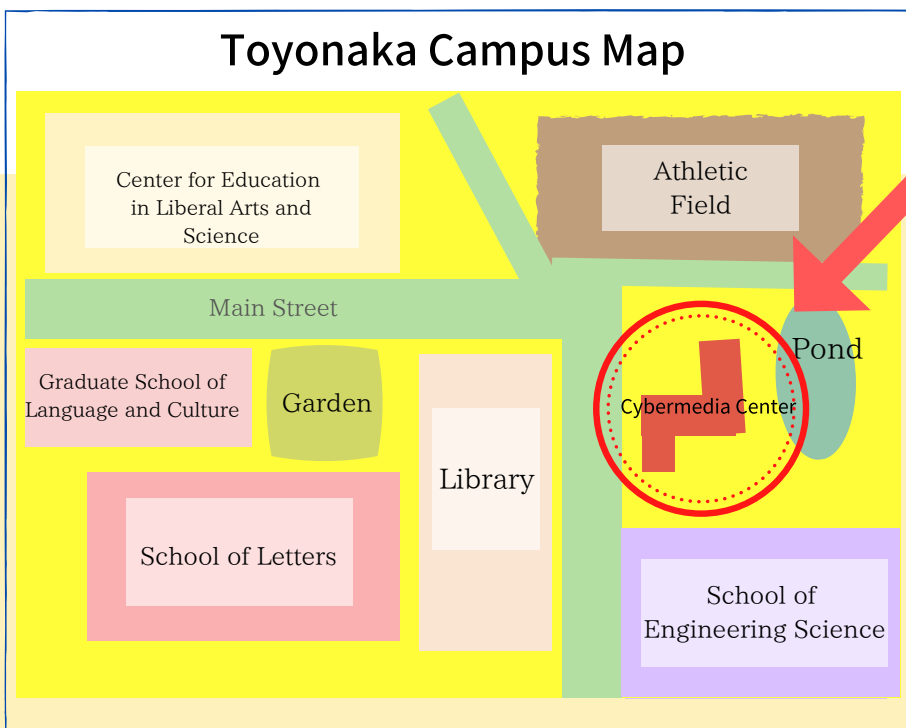 Toyonaka Campus Map
Center for Education
in Liberal Arts and
Science
Athletic
Field
Main Street
Pond
Graduate School of
Language and Culture
Garden
Cybermedia Center
Library
School of Letters
School of
Engineering Science